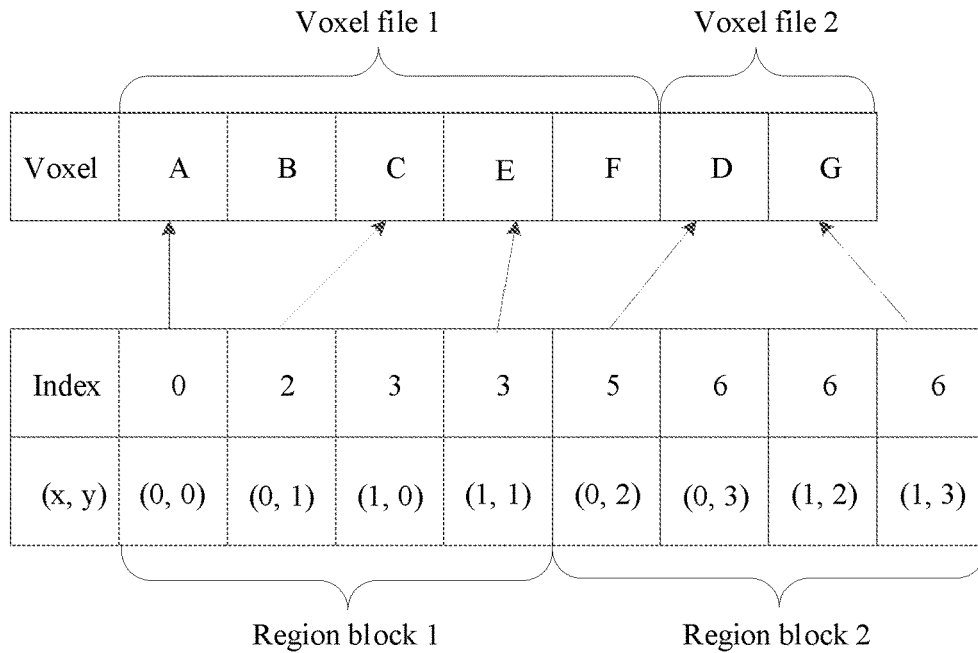 Voxel file 1 Voxel file 2
Voxel A B C E F D G
Index 0 2 3 3 5 6 6 6
(x, y) (0, 0) (0, 1) (1, 0) (1, 1) (0, 2) (0, 3) (1, 2) (1, 3)
Region block 1 Region block 2